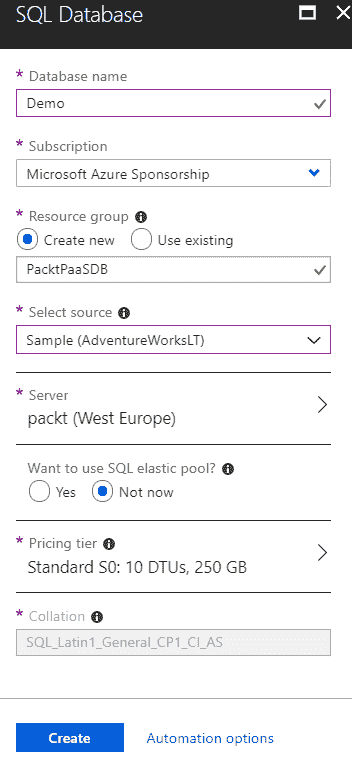 SQL Database
* Database name
Demo
* Subscription
Microsoft Azure Sponsorship
* Resource group
Create new Use existing
PacktPaaSDB
* Select source
Sample (AdventureWorksLT)
* Server
packt (West Europe)
Want to use SQL elastic pool?
Yes Not now
* Pricing tier
Standard S0: 10 DTUs, 250 GB
* Collation
SQL_Latin1_General_CP1_CI_AS
Create Automation options